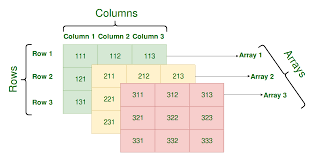 Columns
Column 1 Column 2 Column 3
Row 1 111 112 113 Array 1
Row 2 121 211 212 213 Array 2
Row 3 131 221 311 312 313 Array 3
231 321 322 323
331 332 333
Rows
Arrays